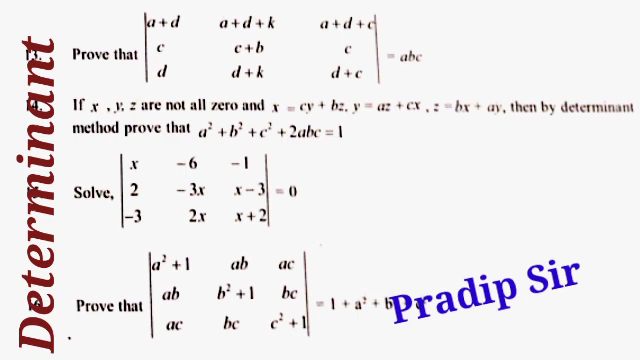 Determinant
13. Prove that | a+d a+d+k a+d+c |
| c c+b c | = abc
| d d+k d+c |
14. If x , y, z are not all zero and x = cy + bz, y = az + cx , z = bx + ay, then by determinant
method prove that a² + b² + c² + 2abc = 1
| x -6 -1 |
Solve, | 2 -3x x-3 | = 0
| -3 2x x+2 |
| a² + 1 ab ac |
Prove that | ab b² + 1 bc | = 1 + a² + b
| ac bc c² + 1 |
Pradip Sir